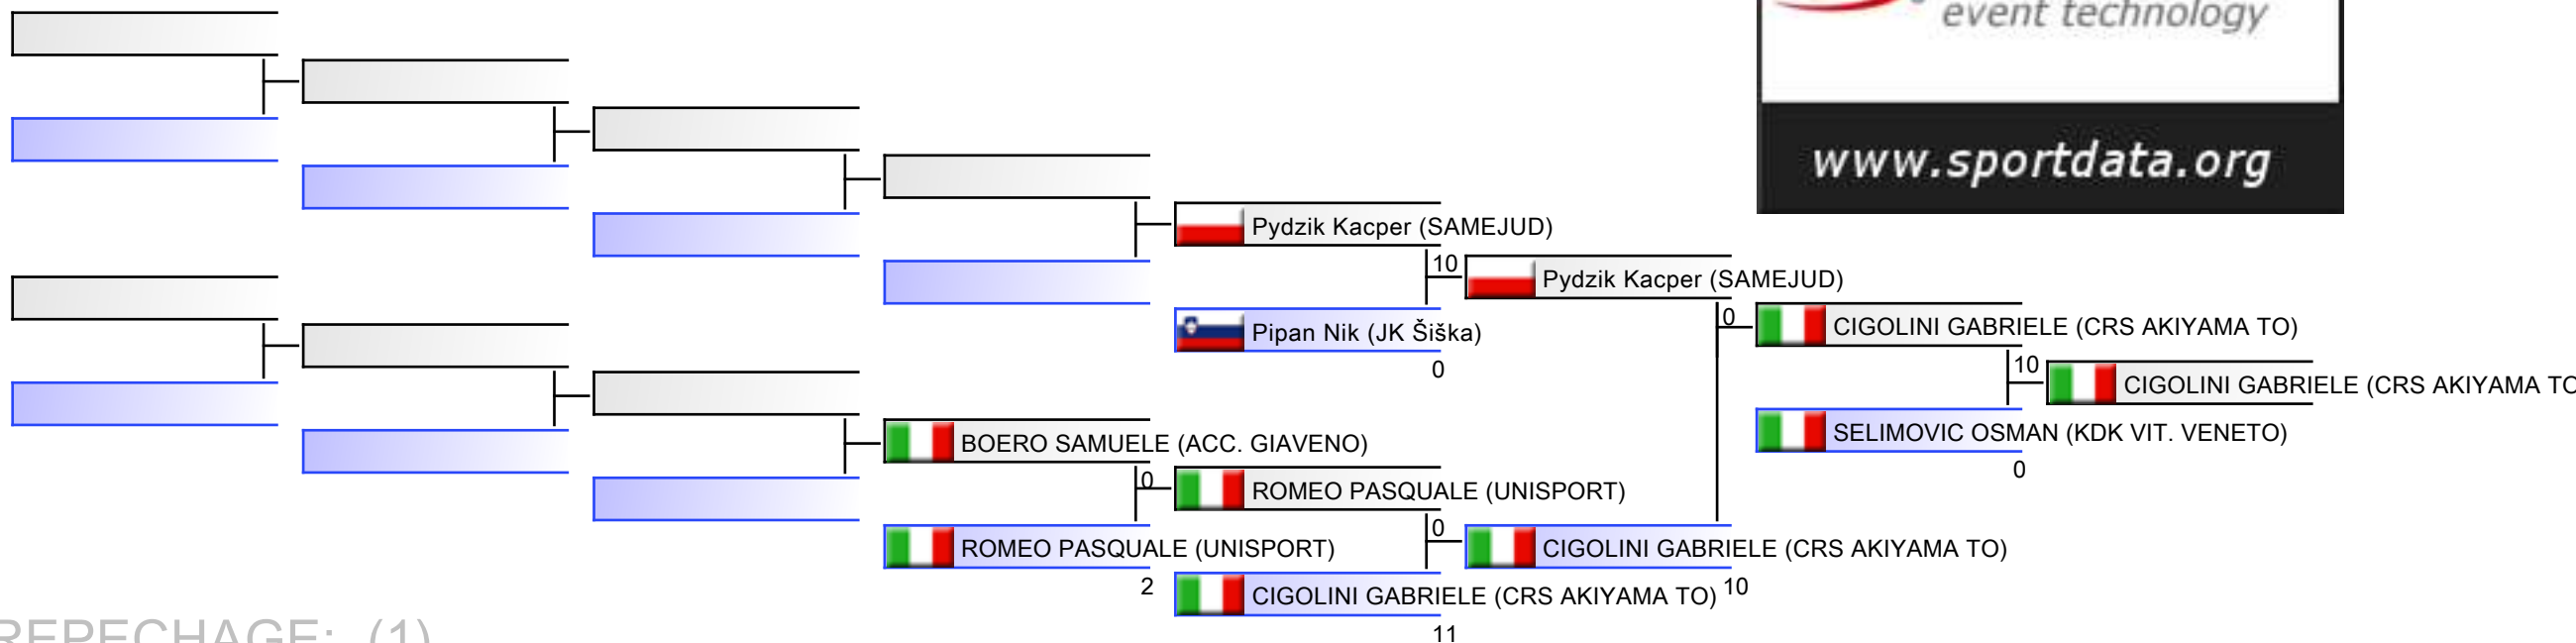 event technology
www.sportdata.org
Pydzik Kacper (SAMEJUD)
10
Pydzik Kacper (SAMEJUD)
0
CIGOLINI GABRIELE (CRS AKIYAMA TO)
Pipan Nik (JK Šiška)
0
10
CIGOLINI GABRIELE (CRS AKIYAMA TO
SELIMOVIC OSMAN (KDK VIT. VENETO)
0
BOERO SAMUELE (ACC. GIAVENO)
0
ROMEO PASQUALE (UNISPORT)
0
ROMEO PASQUALE (UNISPORT)
2
CIGOLINI GABRIELE (CRS AKIYAMA TO)
10
CIGOLINI GABRIELE (CRS AKIYAMA TO)
11
REPECHAGE: (1)